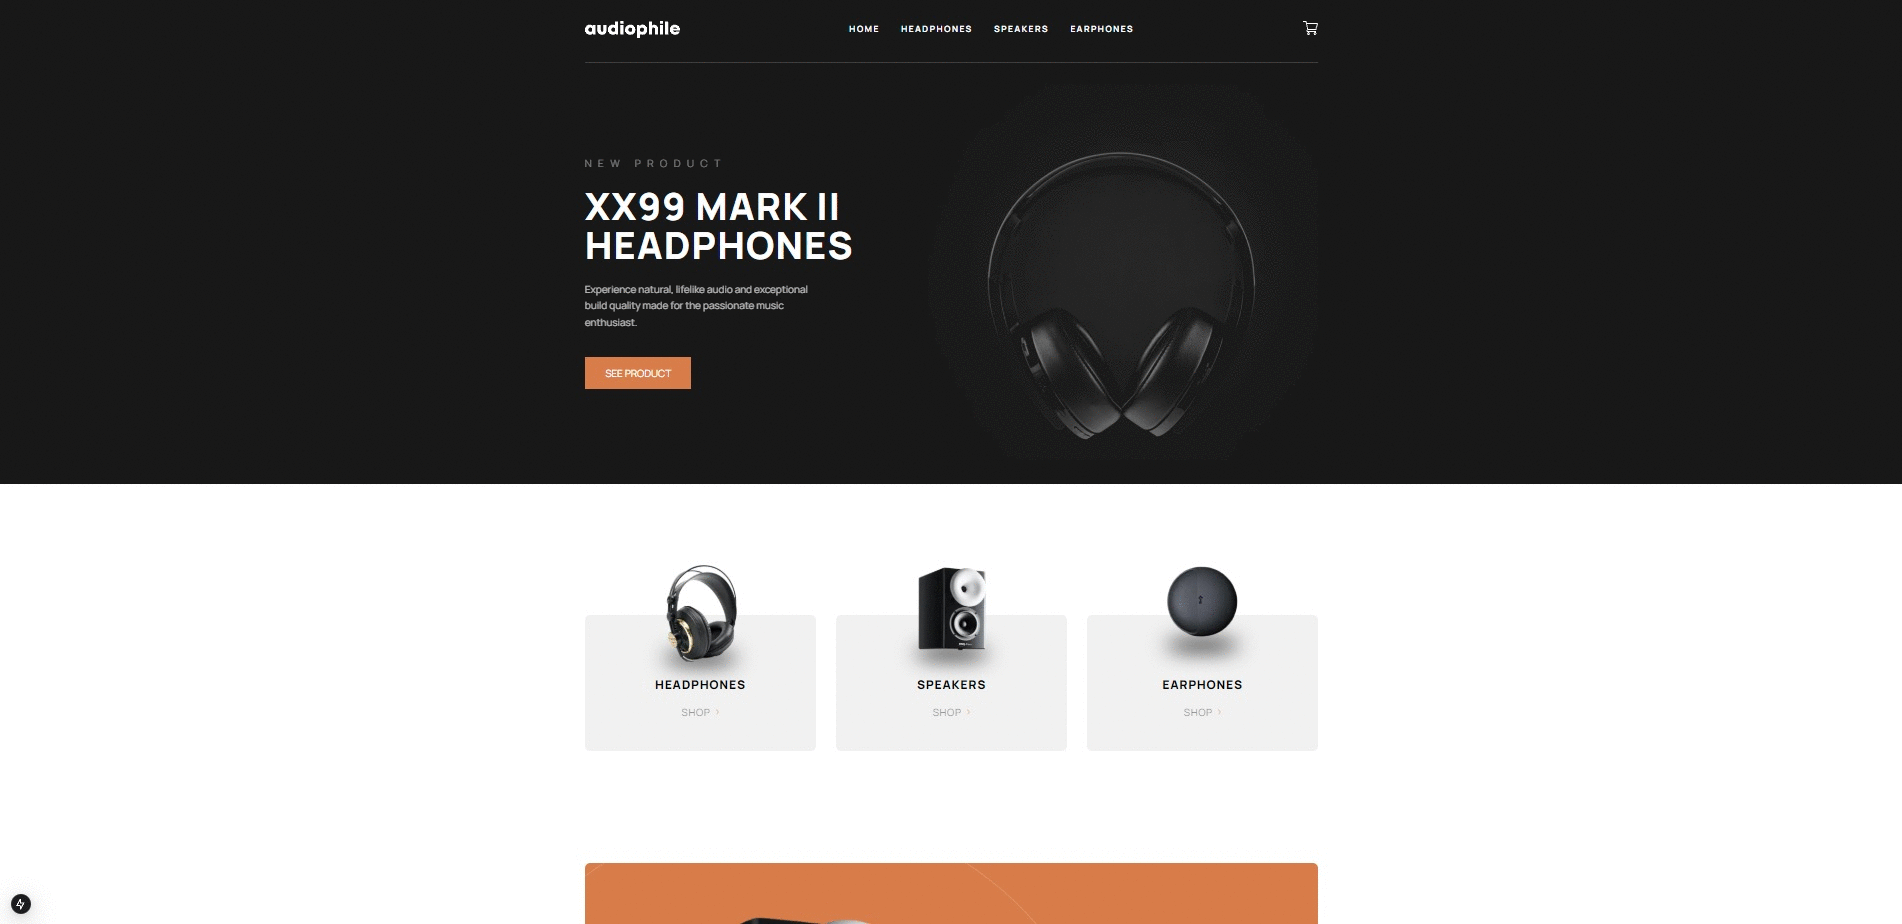 audiophile
HOME HEADPHONES SPEAKERS EARPHONES
NEW PRODUCT
XX99 MARK II
HEADPHONES
Experience natural, lifelike audio and exceptional
build quality made for the passionate music
enthusiast.
SEE PRODUCT
HEADPHONES
SHOP
SPEAKERS
SHOP
EARPHONES
SHOP